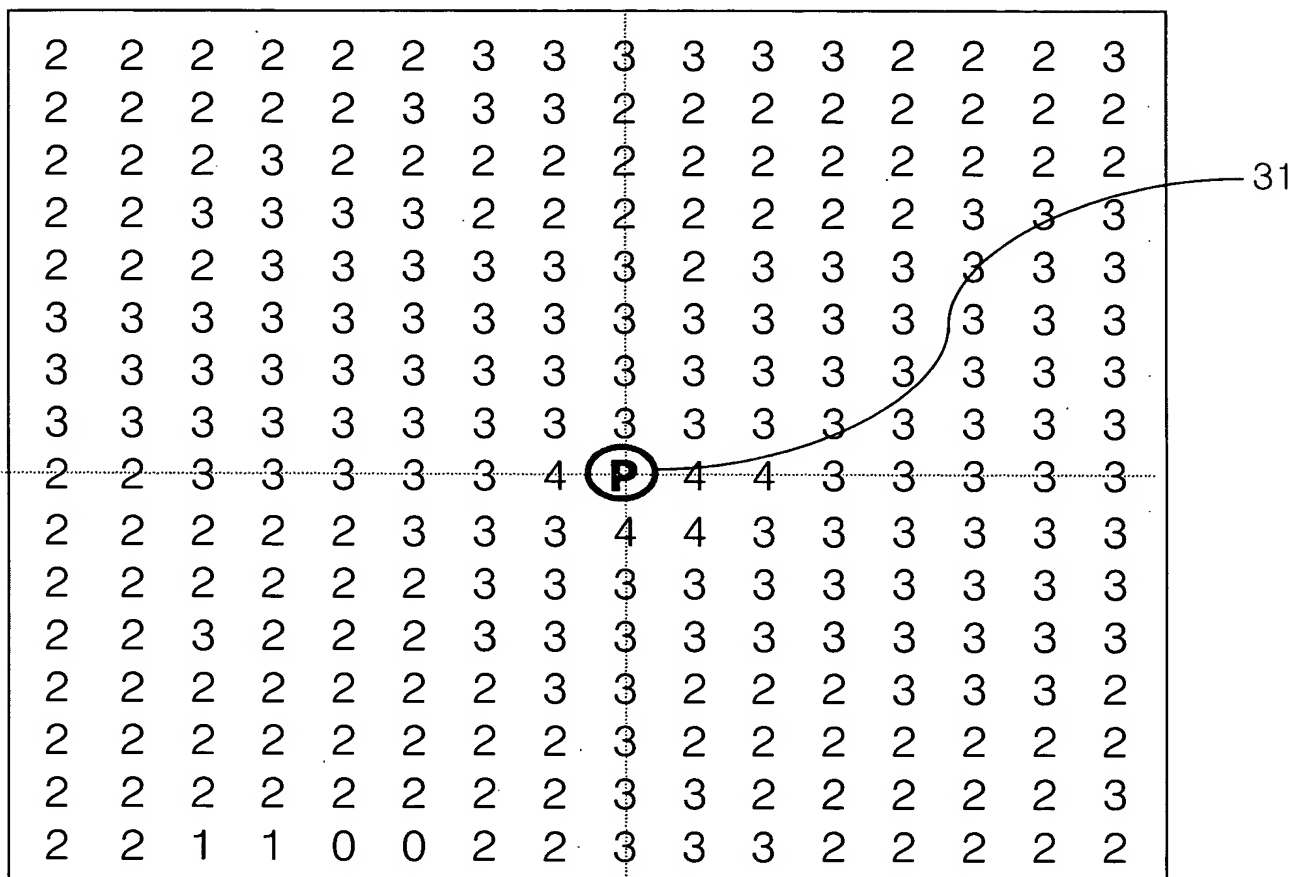 2 2 2 2 2 2 3 3 3 3 3 3 2 2 2 3
2 2 2 2 2 3 3 3 2 2 2 2 2 2 2 2
2 2 2 3 2 2 2 2 2 2 2 2 2 2 2 2
31
2 2 3 3 3 3 2 2 2 2 2 2 2 3 3 3
2 2 2 3 3 3 3 3 3 2 3 3 3 3 3 3
3 3 3 3 3 3 3 3 3 3 3 3 3 3 3 3
3 3 3 3 3 3 3 3 3 3 3 3 3 3 3 3
3 3 3 3 3 3 3 3 3 3 3 3 3 3 3 3
2 2 3 3 3 3 3 4 P 4 4 3 3 3 3 3
2 2 2 2 2 3 3 3 4 4 3 3 3 3 3 3
2 2 2 2 2 2 3 3 3 3 3 3 3 3 3 3
2 2 3 2 2 2 3 3 3 3 3 3 3 3 3 3
2 2 2 2 2 2 2 3 3 2 2 2 3 3 3 2
2 2 2 2 2 2 2 2 3 2 2 2 2 2 2 2
2 2 2 2 2 2 2 2 3 3 2 2 2 2 2 3
2 2 1 1 0 0 2 2 3 3 3 2 2 2 2 2